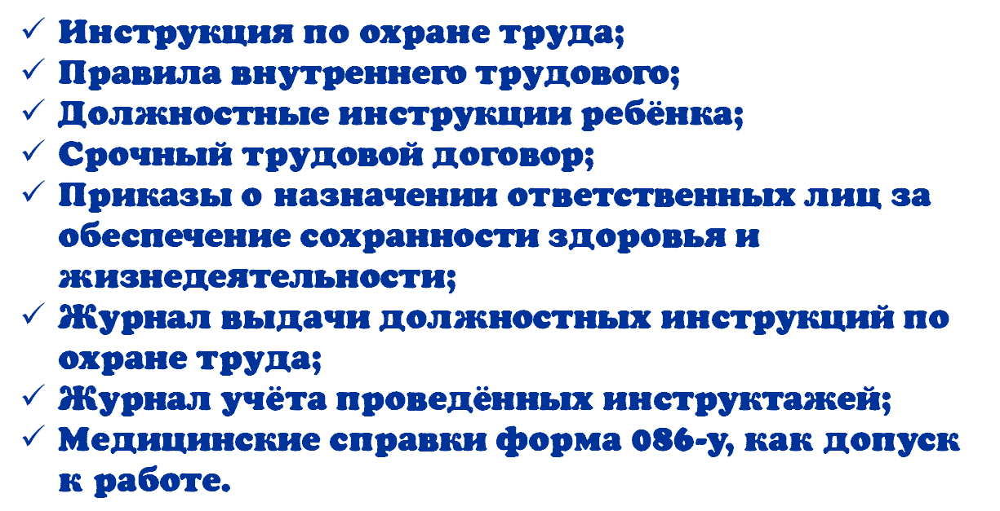 ✓ Инструкция по охране труда;
✓ Правила внутреннего трудового;
✓ Должностные инструкции ребёнка;
✓ Срочный трудовой договор;
✓ Приказы о назначении ответственных лиц за
обеспечение сохранности здоровья и
жизнедеятельности;
✓ Журнал выдачи должностных инструкций по
охране труда;
✓ Журнал учёта проведённых инструктажей;
✓ Медицинские справки форма 086-у, как допуск
к работе.